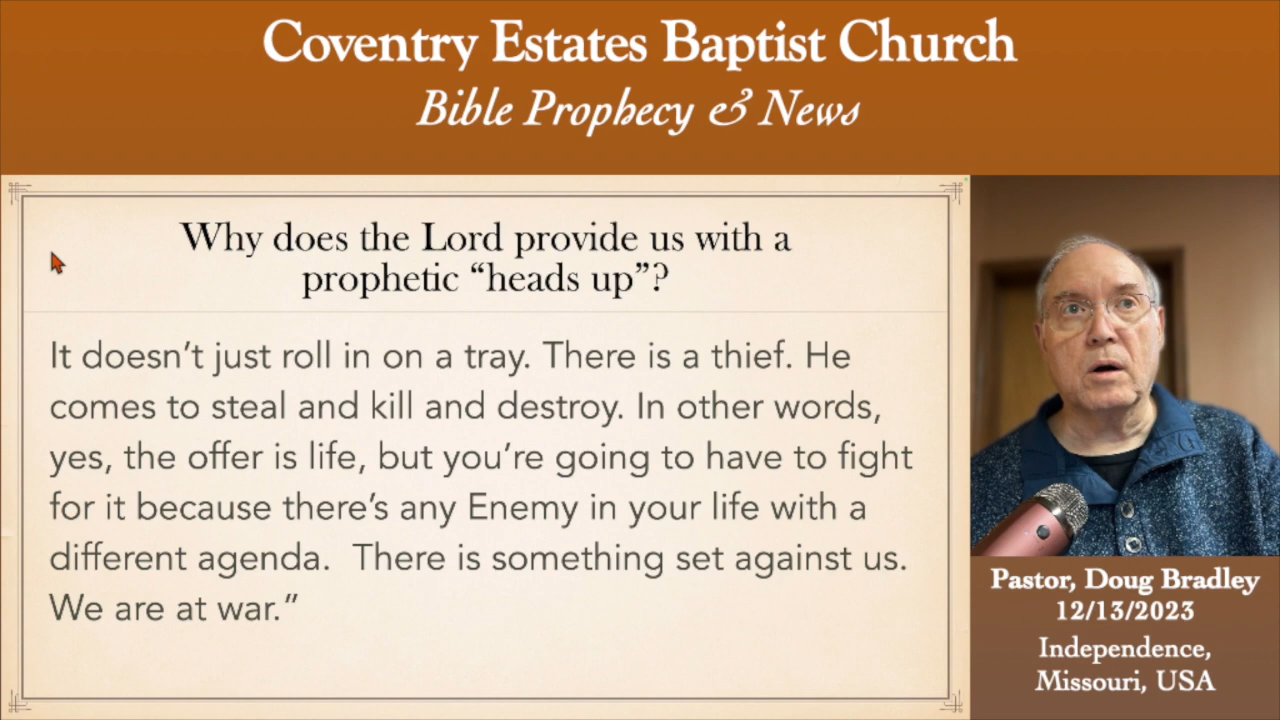 Coventry Estates Baptist Church
Bible Prophecy & News
Why does the Lord provide us with a
prophetic “heads up”?
It doesn’t just roll in on a tray. There is a thief. He
comes to steal and kill and destroy. In other words,
yes, the offer is life, but you’re going to have to fight
for it because there’s any Enemy in your life with a
different agenda.  There is something set against us.
We are at war.”
Pastor, Doug Bradley
12/13/2023
Independence,
Missouri, USA